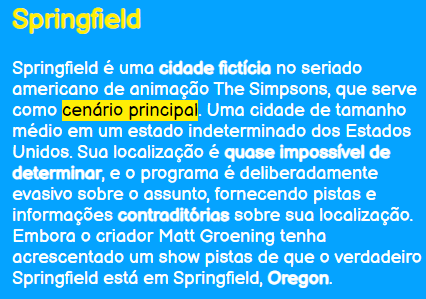 Springfield
Springfield é uma cidade fictícia no seriado
americano de animação The Simpsons, que serve
como cenário principal. Uma cidade de tamanho
médio em um estado indeterminado dos Estados
Unidos. Sua localização é quase impossível de
determinar, e o programa é deliberadamente
evasivo sobre o assunto, fornecendo pistas e
informações contraditórias sobre sua localização.
Embora o criador Matt Groening tenha
acrescentado um show pistas de que o verdadeiro
Springfield está em Springfield, Oregon.